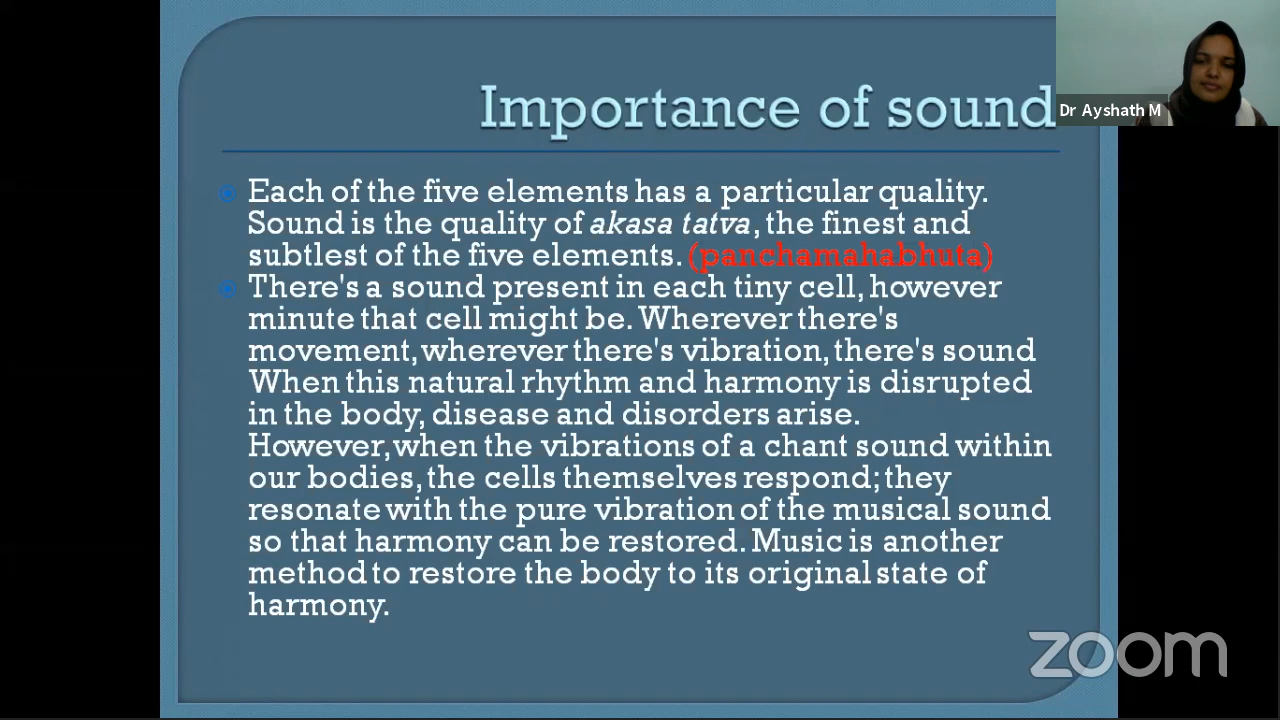 Importance of sound
Dr Ayshath M
Each of the five elements has a particular quality.
Sound is the quality of akasa tatva, the finest and
subtlest of the five elements. (panchamahabhuta)
There's a sound present in each tiny cell, however
minute that cell might be. Wherever there's
movement, wherever there's vibration, there's sound
When this natural rhythm and harmony is disrupted
in the body, disease and disorders arise.
However, when the vibrations of a chant sound within
our bodies, the cells themselves respond; they
resonate with the pure vibration of the musical sound
so that harmony can be restored. Music is another
method to restore the body to its original state of
harmony.
zoom